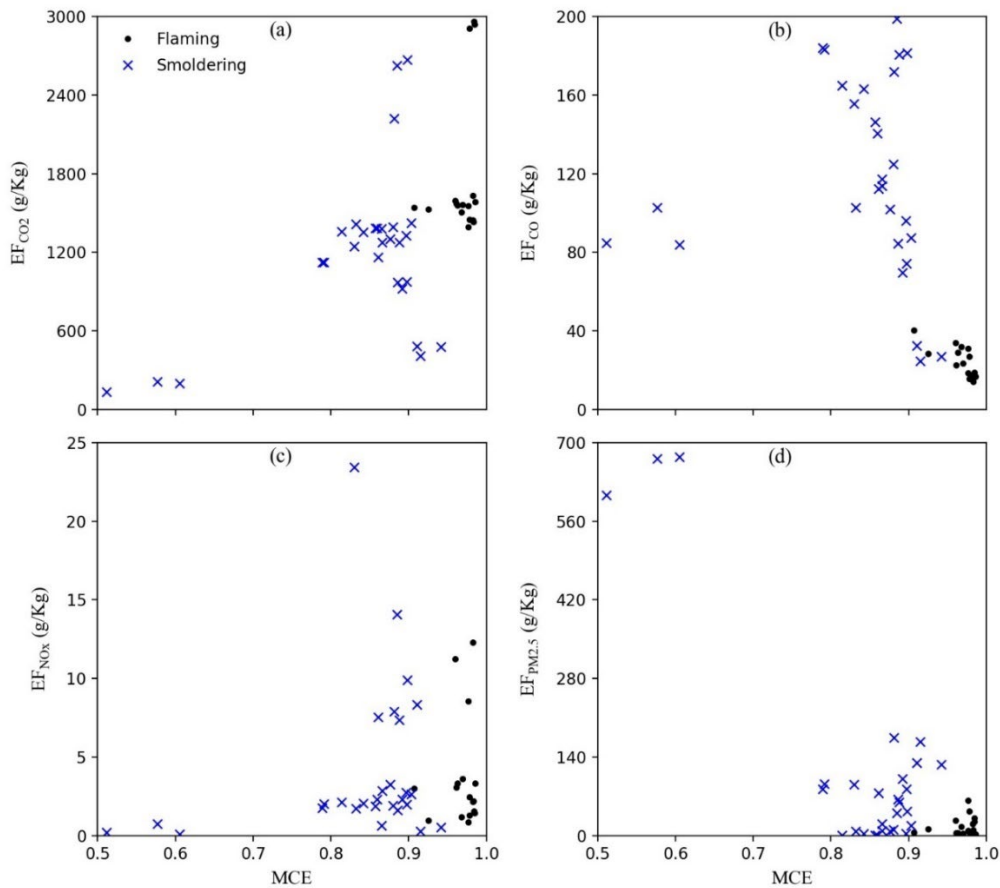 3000
2400
1800
1200
600
0
EF_CO2 (g/Kg)
(a)
Flaming
Smoldering
200
160
120
80
40
0
EF_CO (g/Kg)
(b)
25
20
15
10
5
0
EF_NOx (g/Kg)
(c)
0.5 0.6 0.7 0.8 0.9 1.0
MCE
700
560
420
280
140
0
EF_PM2.5 (g/Kg)
(d)
0.5 0.6 0.7 0.8 0.9 1.0
MCE